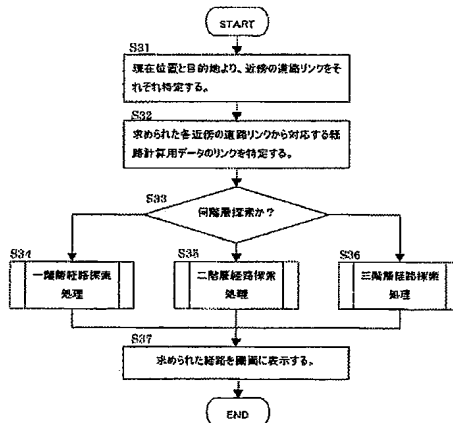 START
S31
現在位置と目的地より、近傍の道路リンクをそ
れぞれ特定する。
S32
求められた各近傍の道路リンクから対応する経
路計算用データのリンクを特定する。
S33
何階層探索か?
S34
一階層経路探索
処理
S35
二階層経路探索
処理
S36
三階層経路探索
処理
S37
求められた経路を画面に表示する。
END